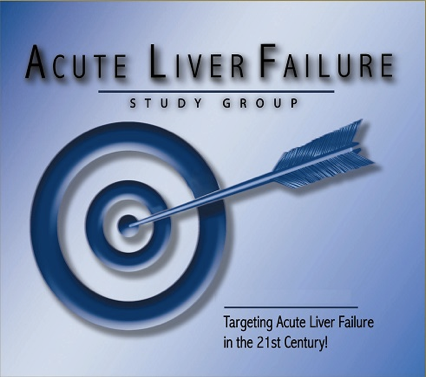 ACUTE LIVER FAILURE
STUDY GROUP
Targeting Acute Liver Failure
in the 21st Century!